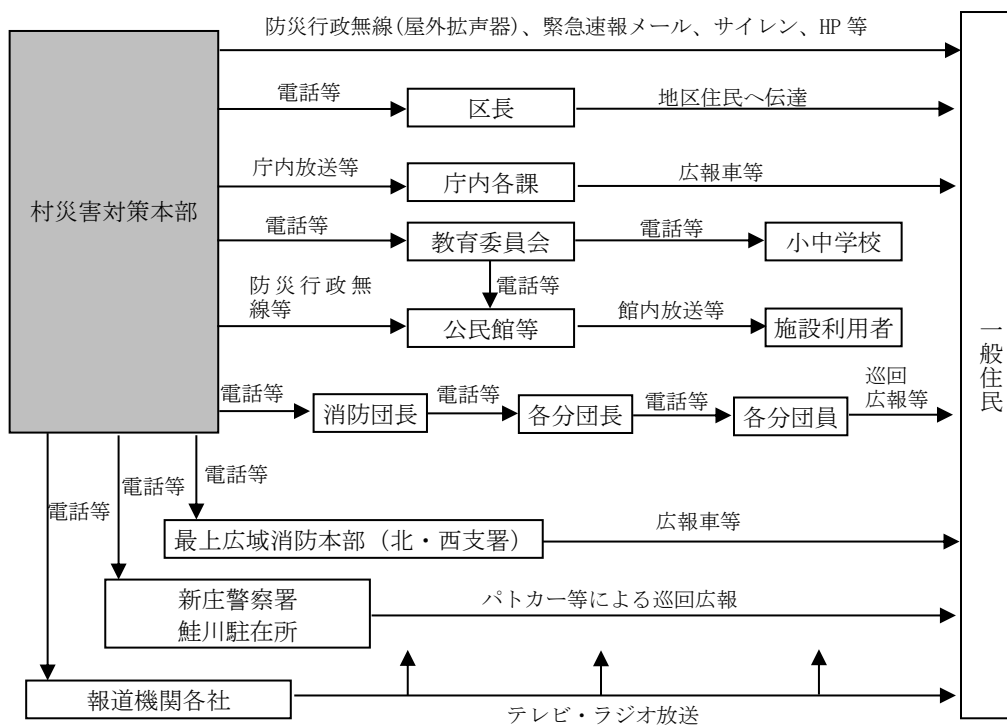 防災行政無線(屋外拡声器)、緊急速報メール、サイレン、HP 等
電話等
区長
地区住民へ伝達
庁内放送等
庁内各課
広報車等
村災害対策本部
電話等
教育委員会
電話等
小中学校
電話等
防災行政無
線等
公民館等
館内放送等
施設利用者
一般住民
電話等
消防団長
電話等
各分団長
電話等
各分団員
巡回
広報等
電話等
電話等
電話等
最上広域消防本部（北・西支署）
広報車等
新庄警察署
鮭川駐在所
パトカー等による巡回広報
報道機関各社
テレビ・ラジオ放送